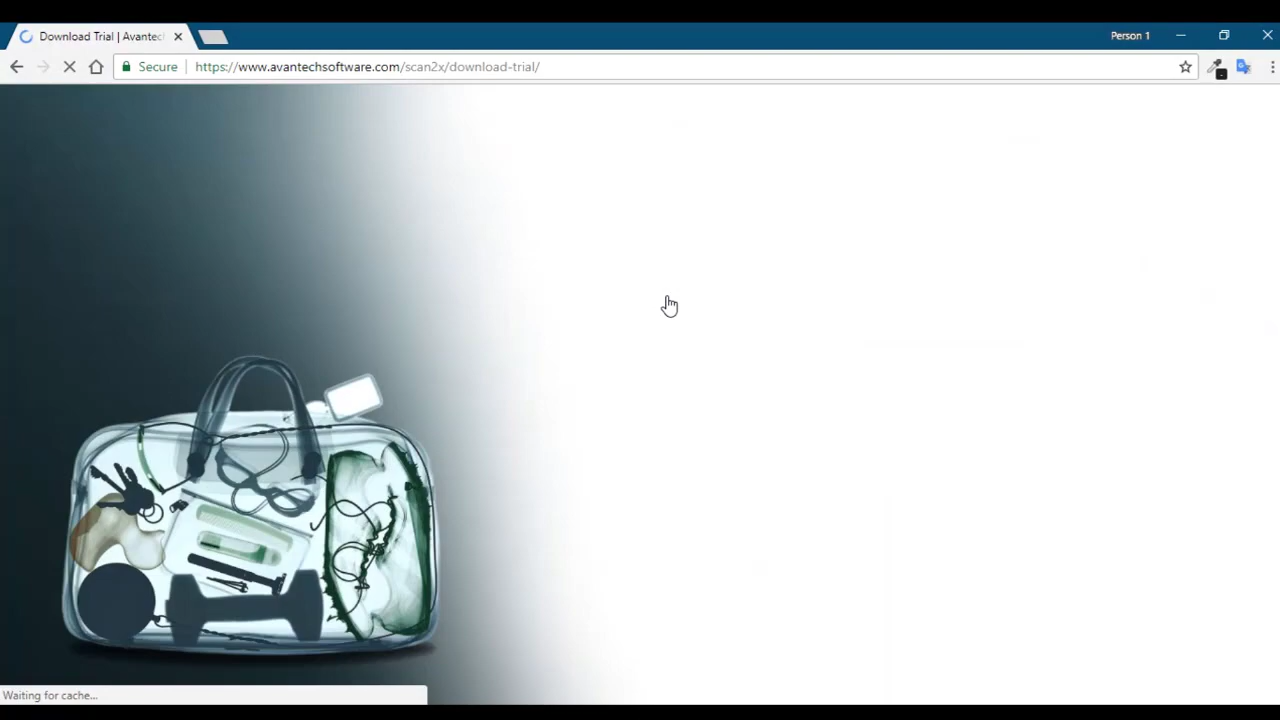 Download Trial | Avantec
Person 1
Secure
https://www.avantechsoftware.com/scan2x/download-trial/
Waiting for cache...